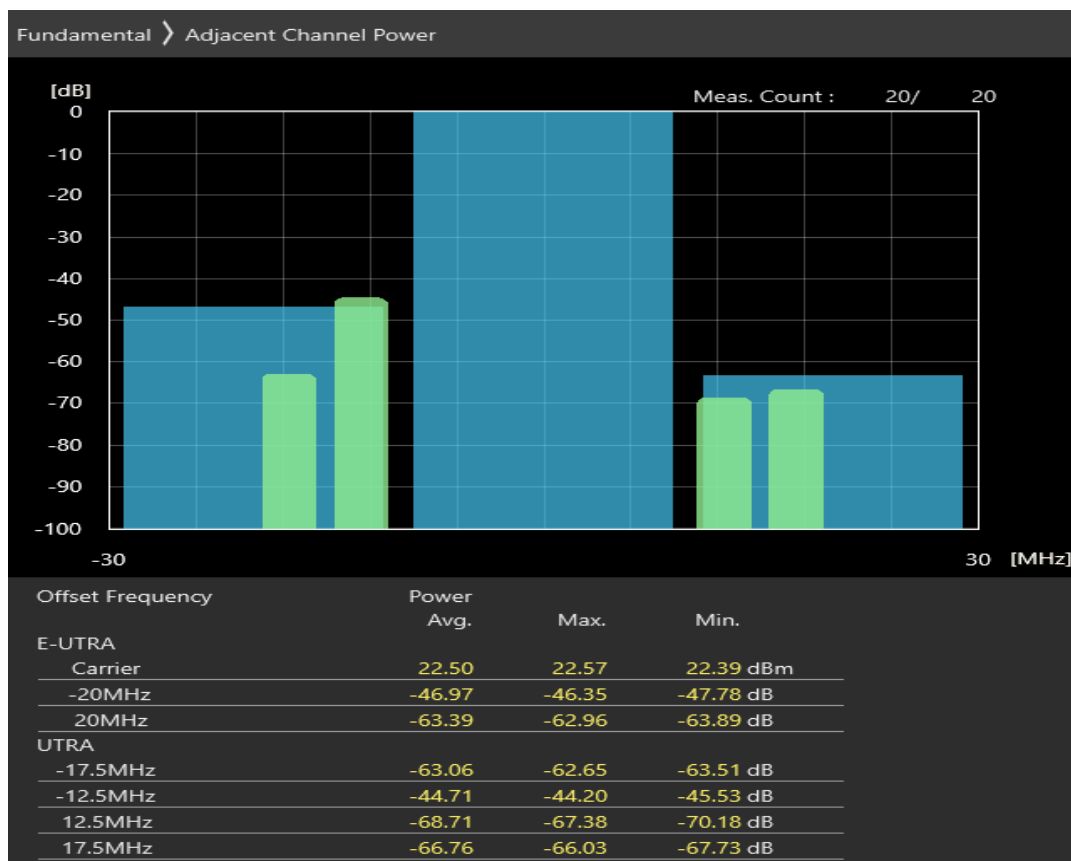 Fundamental 〉 Adjacent Channel Power
[dB]
Meas. Count : 20/ 20
0
-10
-20
-30
-40
-50
-60
-70
-80
-90
-100
-30 30 [MHz]
Offset Frequency Power
Avg. Max. Min.
E-UTRA
Carrier 22.50 22.57 22.39 dBm
-20MHz -46.97 -46.35 -47.78 dB
20MHz -63.39 -62.96 -63.89 dB
UTRA
-17.5MHz -63.06 -62.65 -63.51 dB
-12.5MHz -44.71 -44.20 -45.53 dB
12.5MHz -68.71 -67.38 -70.18 dB
17.5MHz -66.76 -66.03 -67.73 dB